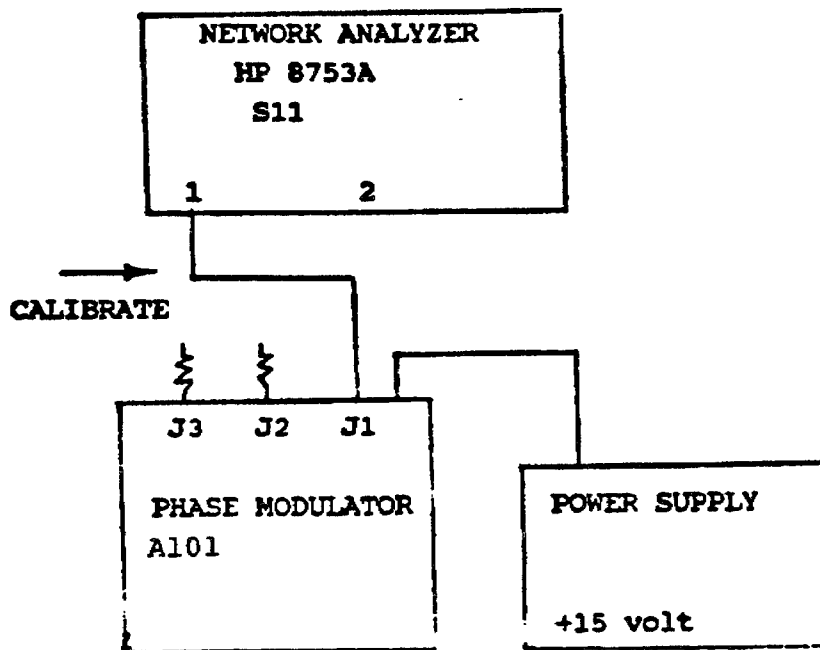 NETWORK ANALYZER
HP 8753A
S11
1 2
CALIBRATE
J3 J2 J1
PHASE MODULATOR
A101
POWER SUPPLY
+15 volt